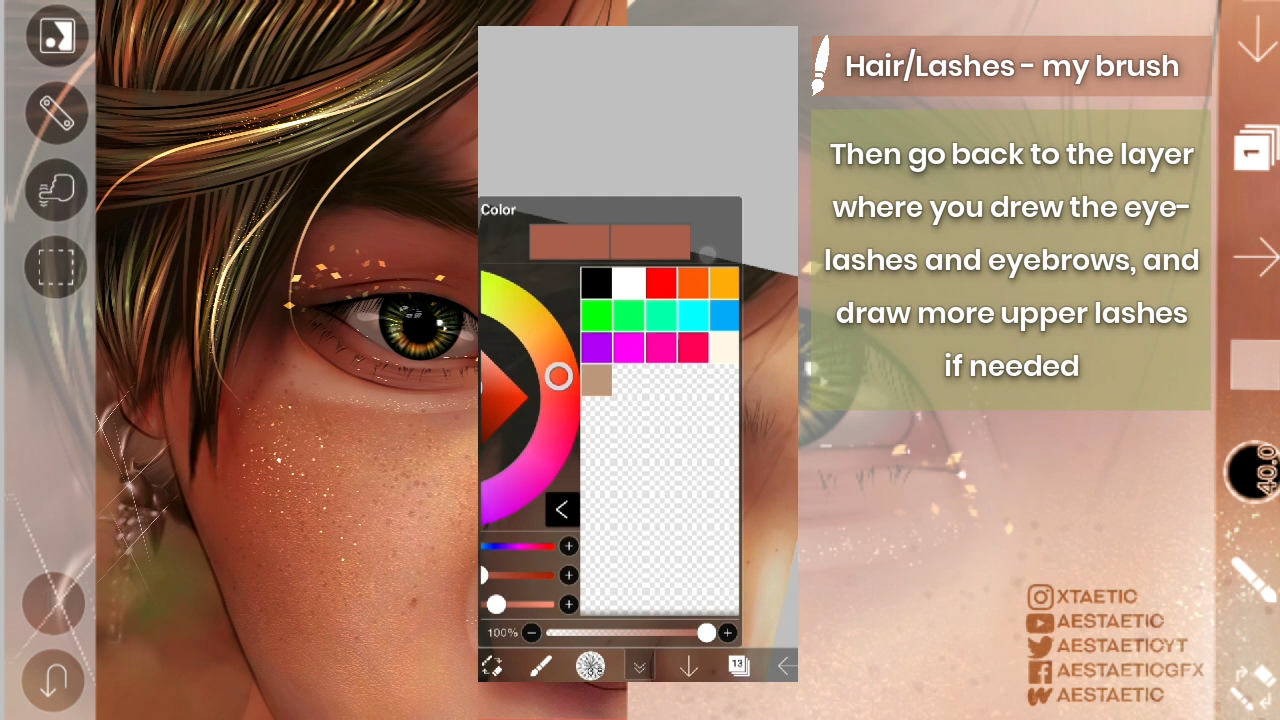 Hair/Lashes - my brush
Then go back to the layer
where you drew the eye-
lashes and eyebrows, and
draw more upper lashes
if needed
Color
100%
13
1
40.0
XTAETIC
AESTAETIC
AESTAETICYT
AESTAETICGFX
AESTAETIC